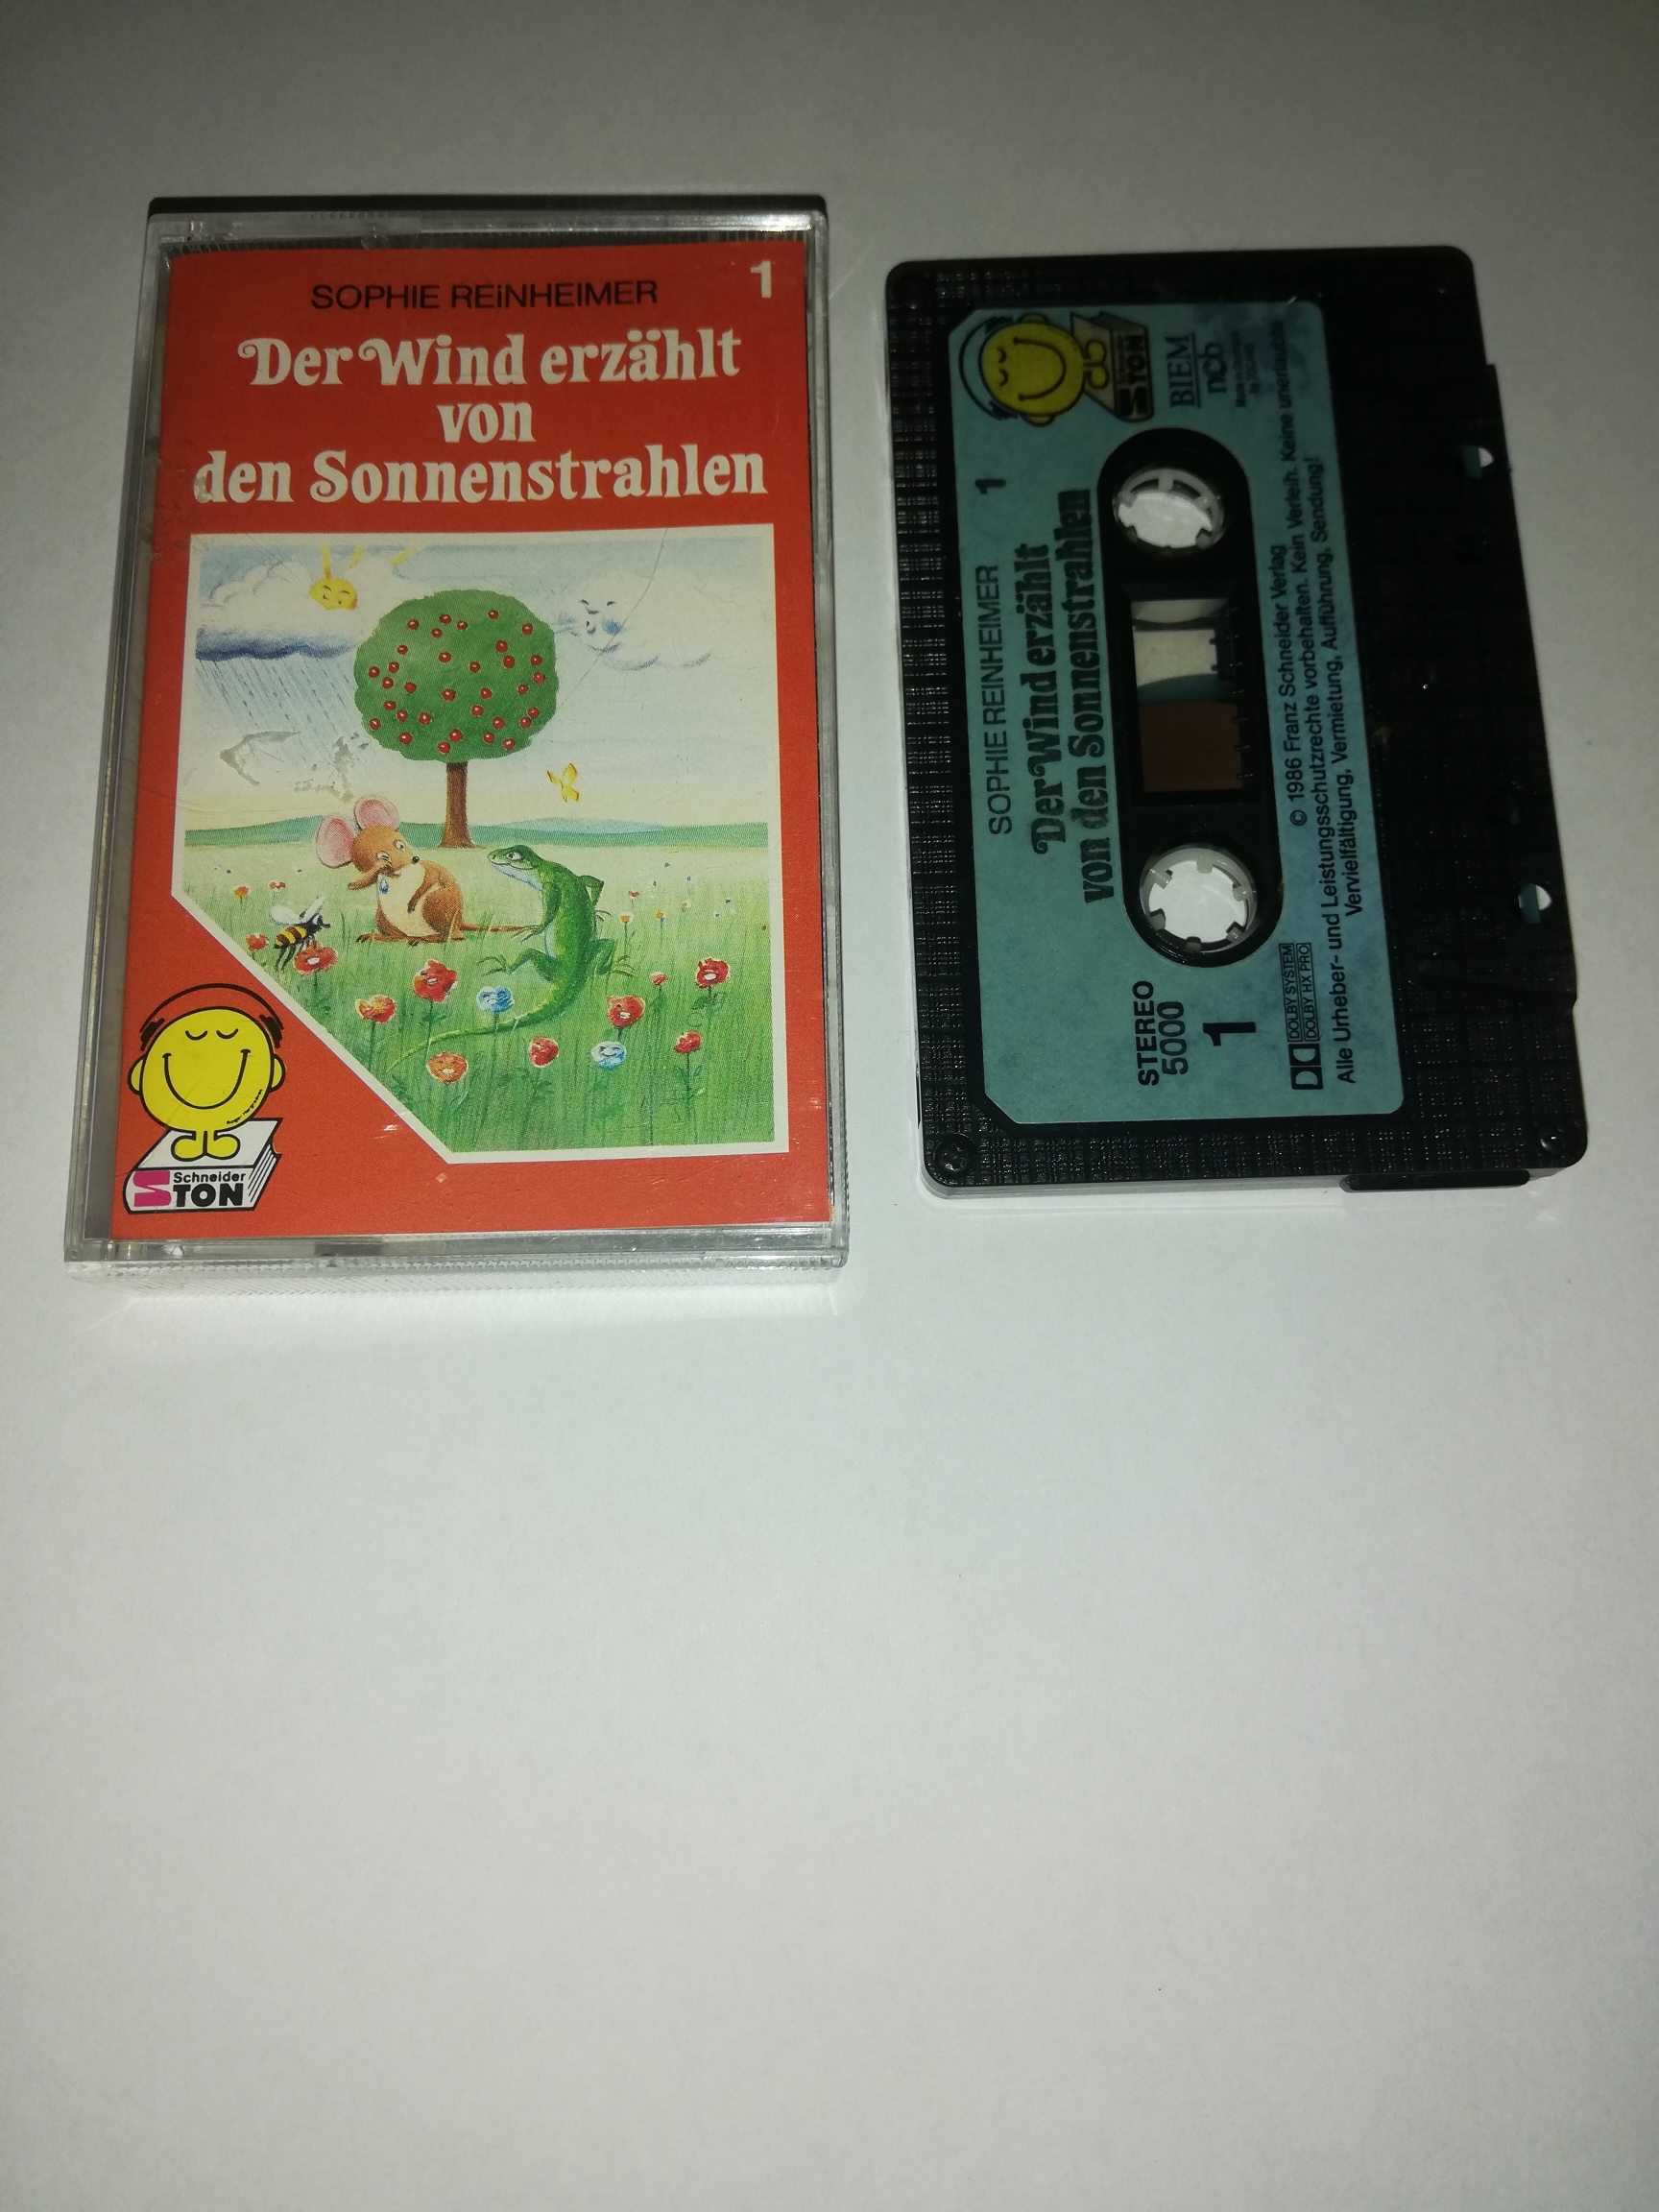 SOPHIE REINHEIMER
1
Der Wind erzählt
von
den Sonnenstrahlen
Schneider
TON
SOPHIE REINHEIMER 1
Der Wind erzählt
von den Sonnenstrahlen
TON
BIEM
ncb
STEREO
5000
1
DOLBY SYSTEM
DOLBY HX PRO
© 1986 Franz Schneider Verlag
Alle Urheber- und Leistungsschutzrechte vorbehalten. Kein Verleih. Keine unerlaubte
Vervielfältigung, Vermietung, Aufführung, Sendung!